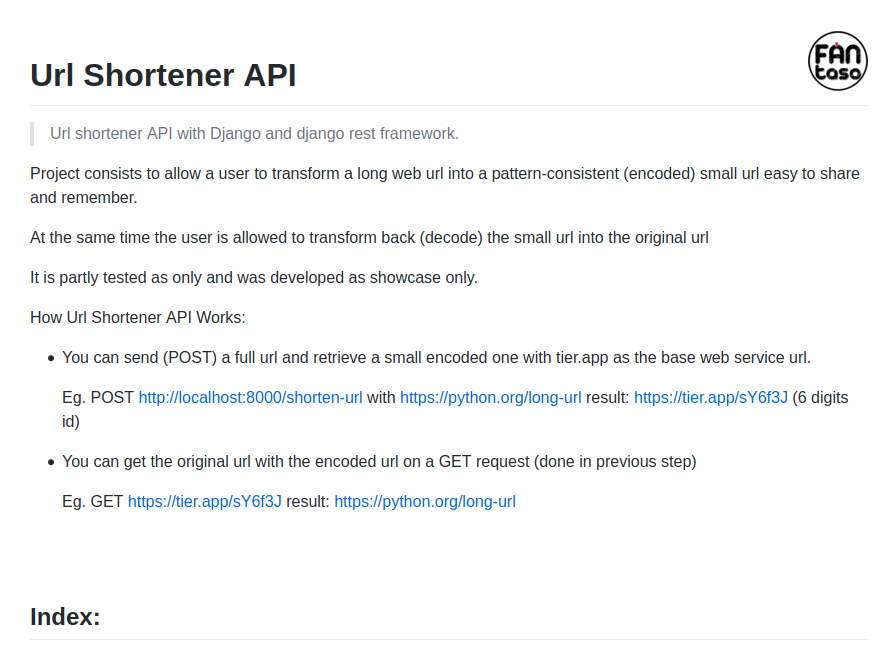 FAN
taso
Url Shortener API
Url shortener API with Django and django rest framework.
Project consists to allow a user to transform a long web url into a pattern-consistent (encoded) small url easy to share
and remember.
At the same time the user is allowed to transform back (decode) the small url into the original url
It is partly tested as only and was developed as showcase only.
How Url Shortener API Works:
• You can send (POST) a full url and retrieve a small encoded one with tier.app as the base web service url.
Eg. POST http://localhost:8000/shorten-url with https://python.org/long-url result: https://tier.app/sY6f3J (6 digits
id)
• You can get the original url with the encoded url on a GET request (done in previous step)
Eg. GET https://tier.app/sY6f3J result: https://python.org/long-url
Index: